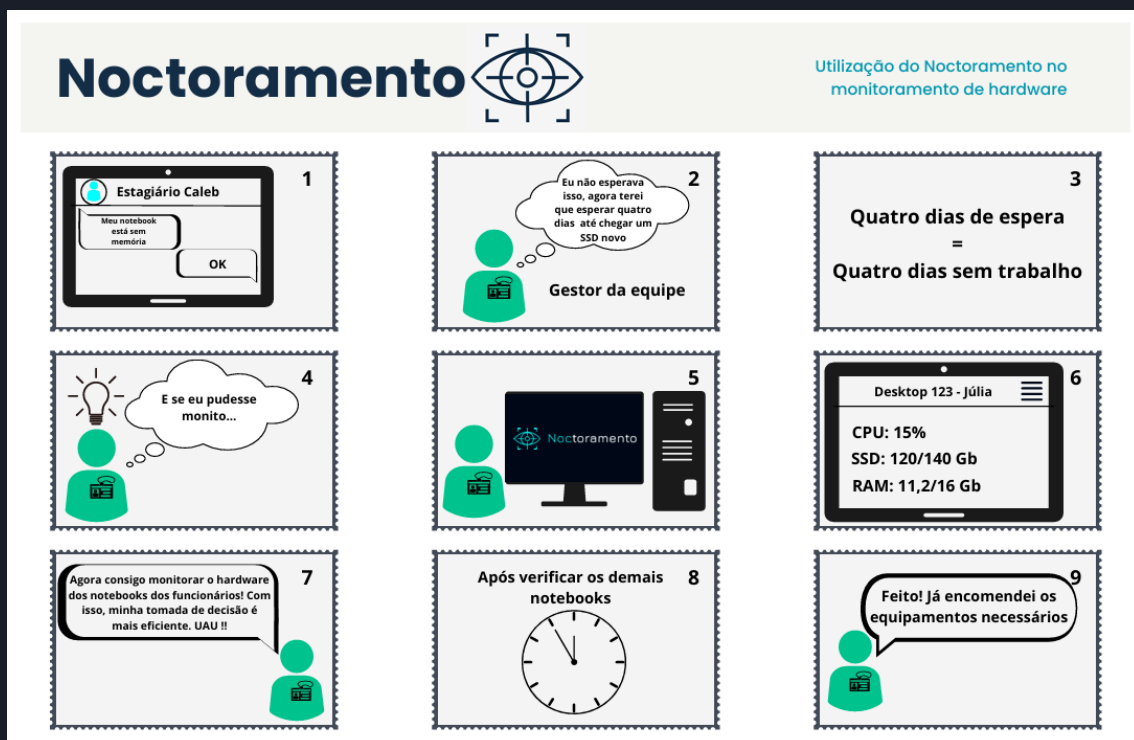 Noctoramento
Utilização do Noctoramento no
monitoramento de hardware
1
Estagiário Caleb
Meu notebook
está sem
memória
OK
2
Eu não esperava
isso, agora terei
que esperar quatro
dias até chegar um
SSD novo
Gestor da equipe
3
Quatro dias de espera
=
Quatro dias sem trabalho
4
E se eu pudesse
monito...
5
Noctoramento
6
Desktop 123 - Júlia
CPU: 15%
SSD: 120/140 Gb
RAM: 11,2/16 Gb
7
Agora consigo monitorar o hardware
dos notebooks dos funcionários! Com
isso, minha tomada de decisão é
mais eficiente. UAU !!
8
Após verificar os demais
notebooks
9
Feito! Já encomendei os
equipamentos necessários